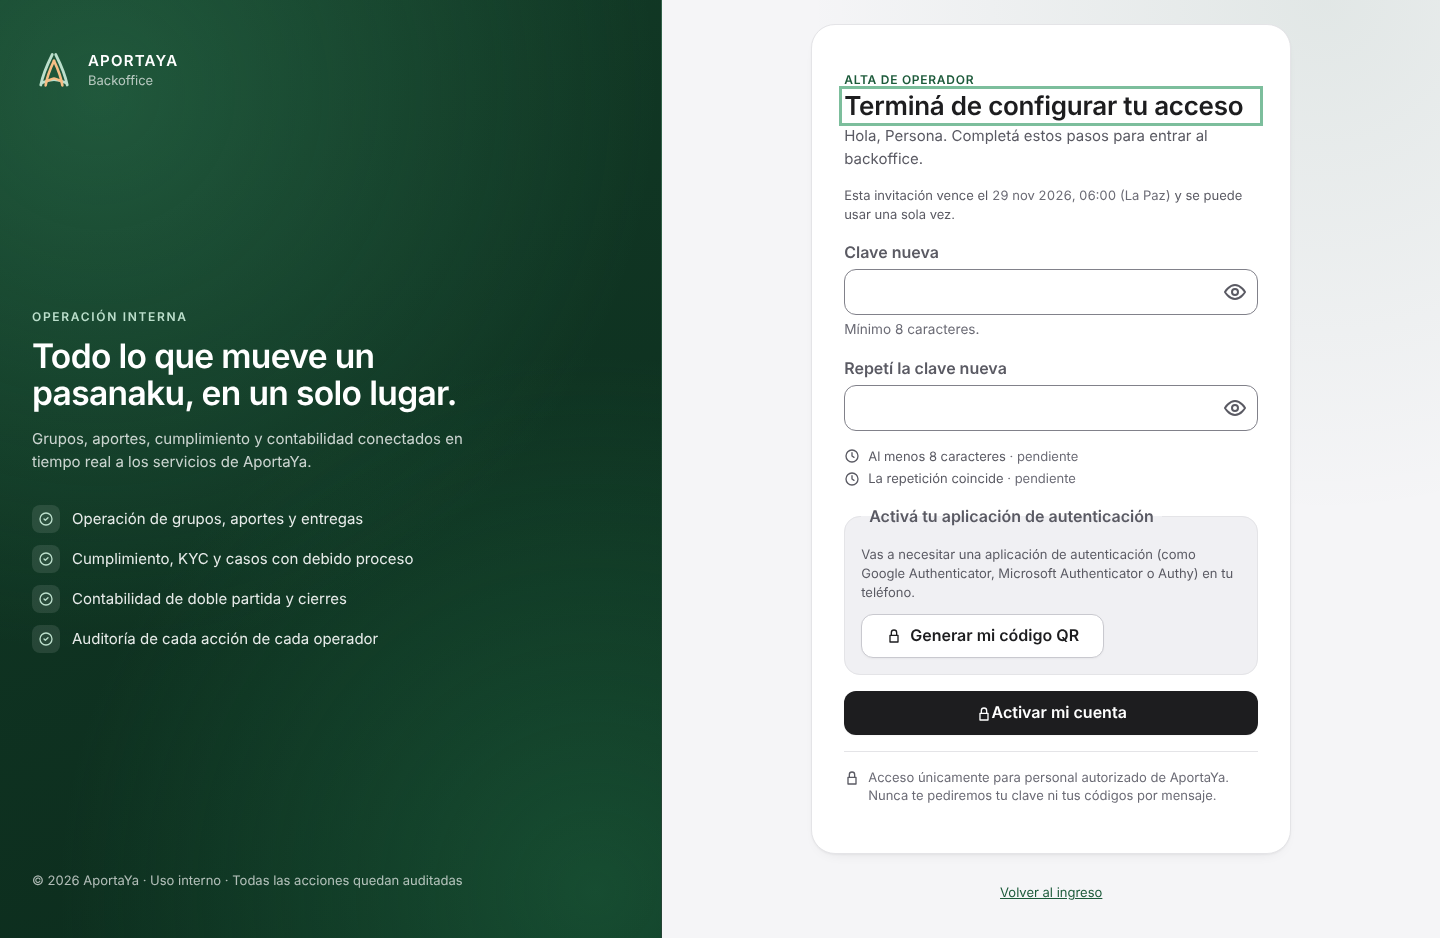 APORTAYA
Backoffice
OPERACIÓN INTERNA
Todo lo que mueve un
pasanaku, en un solo lugar.
Grupos, aportes, cumplimiento y contabilidad conectados en
tiempo real a los servicios de AportaYa.
Operación de grupos, aportes y entregas
Cumplimiento, KYC y casos con debido proceso
Contabilidad de doble partida y cierres
Auditoría de cada acción de cada operador
© 2026 AportaYa · Uso interno · Todas las acciones quedan auditadas
ALTA DE OPERADOR
Terminá de configurar tu acceso
Hola, Persona. Completá estos pasos para entrar al
backoffice.
Esta invitación vence el 29 nov 2026, 06:00 (La Paz) y se puede
usar una sola vez.
Clave nueva
Mínimo 8 caracteres.
Repetí la clave nueva
Al menos 8 caracteres · pendiente
La repetición coincide · pendiente
Activá tu aplicación de autenticación
Vas a necesitar una aplicación de autenticación (como
Google Authenticator, Microsoft Authenticator o Authy) en tu
teléfono.
Generar mi código QR
Activar mi cuenta
Acceso únicamente para personal autorizado de AportaYa.
Nunca te pediremos tu clave ni tus códigos por mensaje.
Volver al ingreso